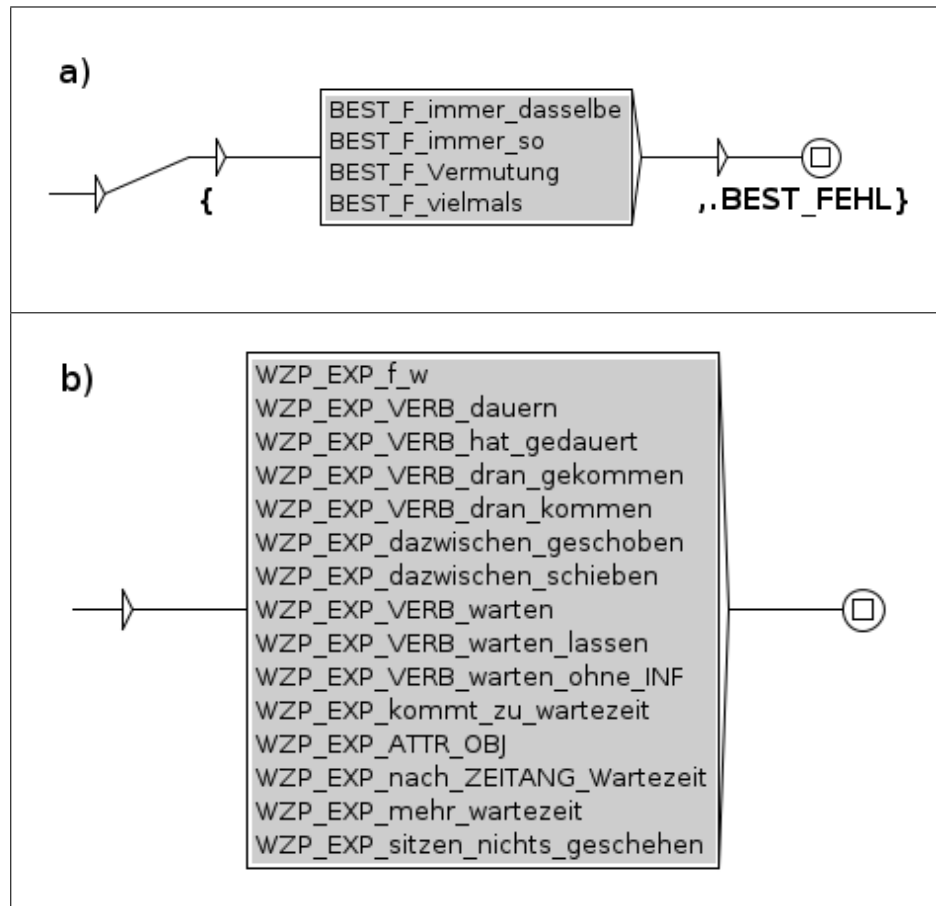 a)
BEST_F_immer_dasselbe
BEST_F_immer_so
BEST_F_Vermutung
BEST_F_vielmals
{
,.BEST_FEHL}
b)
WZP_EXP_f_w
WZP_EXP_VERB_dauern
WZP_EXP_VERB_hat_gedauert
WZP_EXP_VERB_dran_gekommen
WZP_EXP_VERB_dran_kommen
WZP_EXP_dazwischen_geschoben
WZP_EXP_dazwischen_schieben
WZP_EXP_VERB_warten
WZP_EXP_VERB_warten_lassen
WZP_EXP_VERB_warten_ohne_INF
WZP_EXP_kommt_zu_wartezeit
WZP_EXP_ATTR_OBJ
WZP_EXP_nach_ZEITANG_Wartezeit
WZP_EXP_mehr_wartezeit
WZP_EXP_sitzen_nichts_geschehen